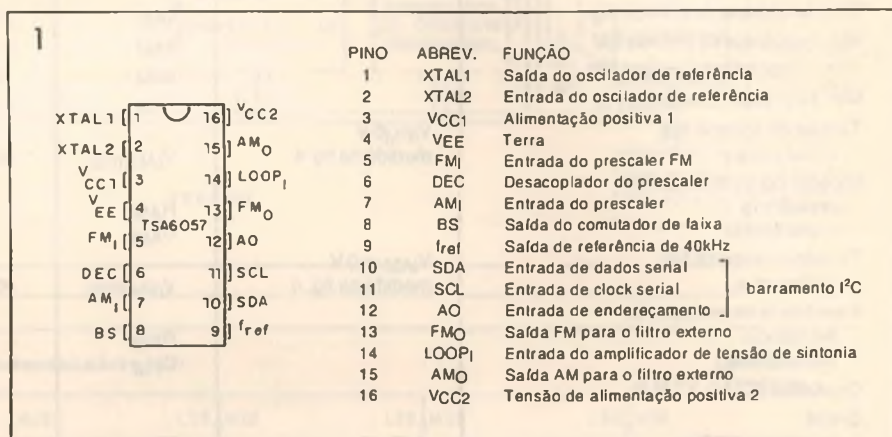 1
XTAL1 1 16 VCC2
XTAL2 2 15 AMO
VCC1 3 14 LOOPI
VEE 4 13 FMO
TSA6057
FMI 5 12 AO
DEC 6 11 SCL
AMI 7 10 SDA
BS 8 9 fref
PINO ABREV. FUNÇÃO
1 XTAL1 Saída do oscilador de referência
2 XTAL2 Entrada do oscilador de referência
3 VCC1 Alimentação positiva 1
4 VEE Terra
5 FMI Entrada do prescaler FM
6 DEC Desacoplador do prescaler
7 AMI Entrada do prescaler
8 BS Saída do comutador de faixa
9 fref Saída de referência de 40kHz
10 SDA Entrada de dados serial
11 SCL Entrada de clock serial barramento I²C
12 AO Entrada de endereçamento
13 FMO Saída FM para o filtro externo
14 LOOPI Entrada do amplificador de tensão de sintonia
15 AMO Saída AM para o filtro externo
16 VCC2 Tensão de alimentação positiva 2